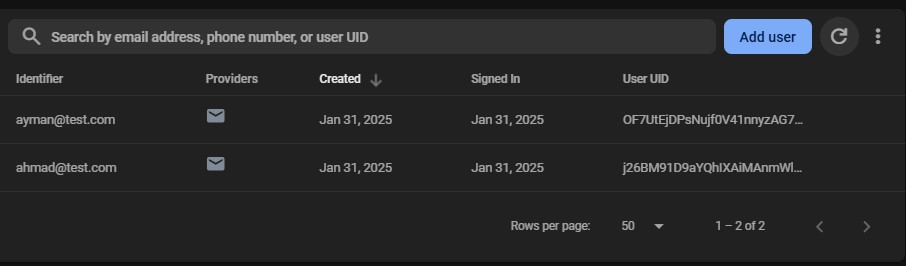 Search by email address, phone number, or user UID
Add user
Identifier Providers Created Signed In User UID
ayman@test.com Jan 31, 2025 Jan 31, 2025 OF7UtEjDPsNujf0V41nnyzAG7...
ahmad@test.com Jan 31, 2025 Jan 31, 2025 j26BM91D9aYQhIXAiMAnmWl...
Rows per page: 50 1 – 2 of 2